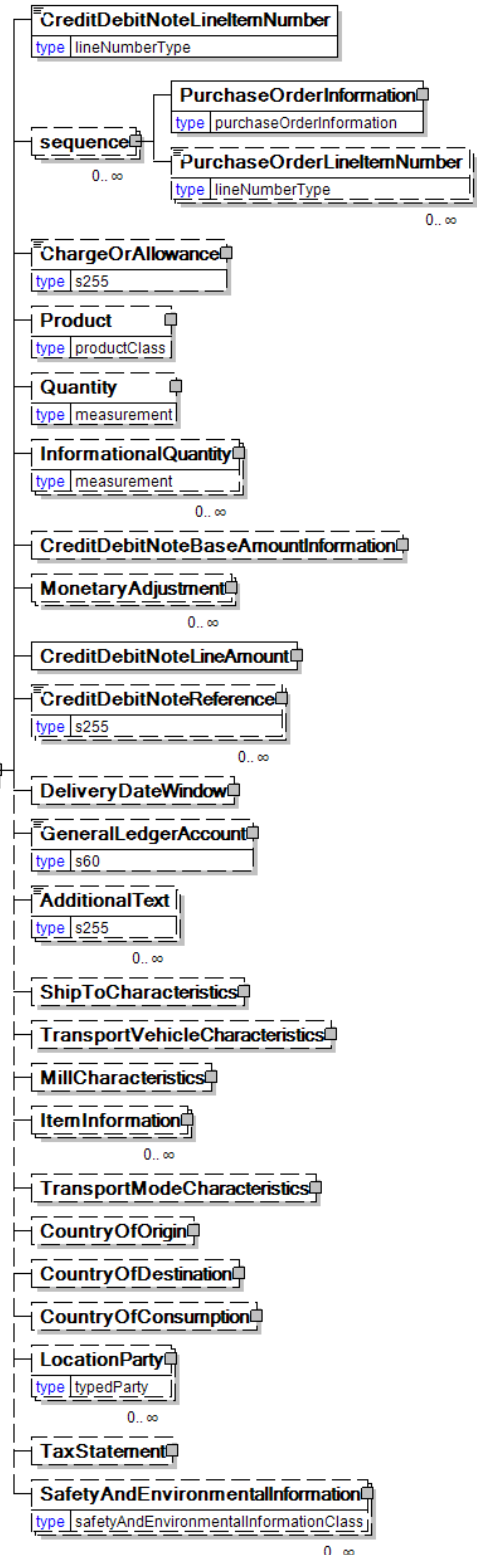 CreditDebitNoteLineItemNumber
type lineNumberType
PurchaseOrderInformation
type purchaseOrderInformation
sequence
0.. ∞
PurchaseOrderLineItemNumber
type lineNumberType
0.. ∞
ChargeOrAllowance
type s255
Product
type productClass
Quantity
type measurement
InformationalQuantity
type measurement
0.. ∞
CreditDebitNoteBaseAmountInformation
MonetaryAdjustment
0.. ∞
CreditDebitNoteLineAmount
CreditDebitNoteReference
type s255
0.. ∞
DeliveryDateWindow
GeneralLedgerAccount
type s60
AdditionalText
type s255
0.. ∞
ShipToCharacteristics
TransportVehicleCharacteristics
MillCharacteristics
ItemInformation
0.. ∞
TransportModeCharacteristics
CountryOfOrigin
CountryOfDestination
CountryOfConsumption
LocationParty
type typedParty
0.. ∞
TaxStatement
SafetyAndEnvironmentalInformation
type safetyAndEnvironmentalInformationClass
0.. ∞